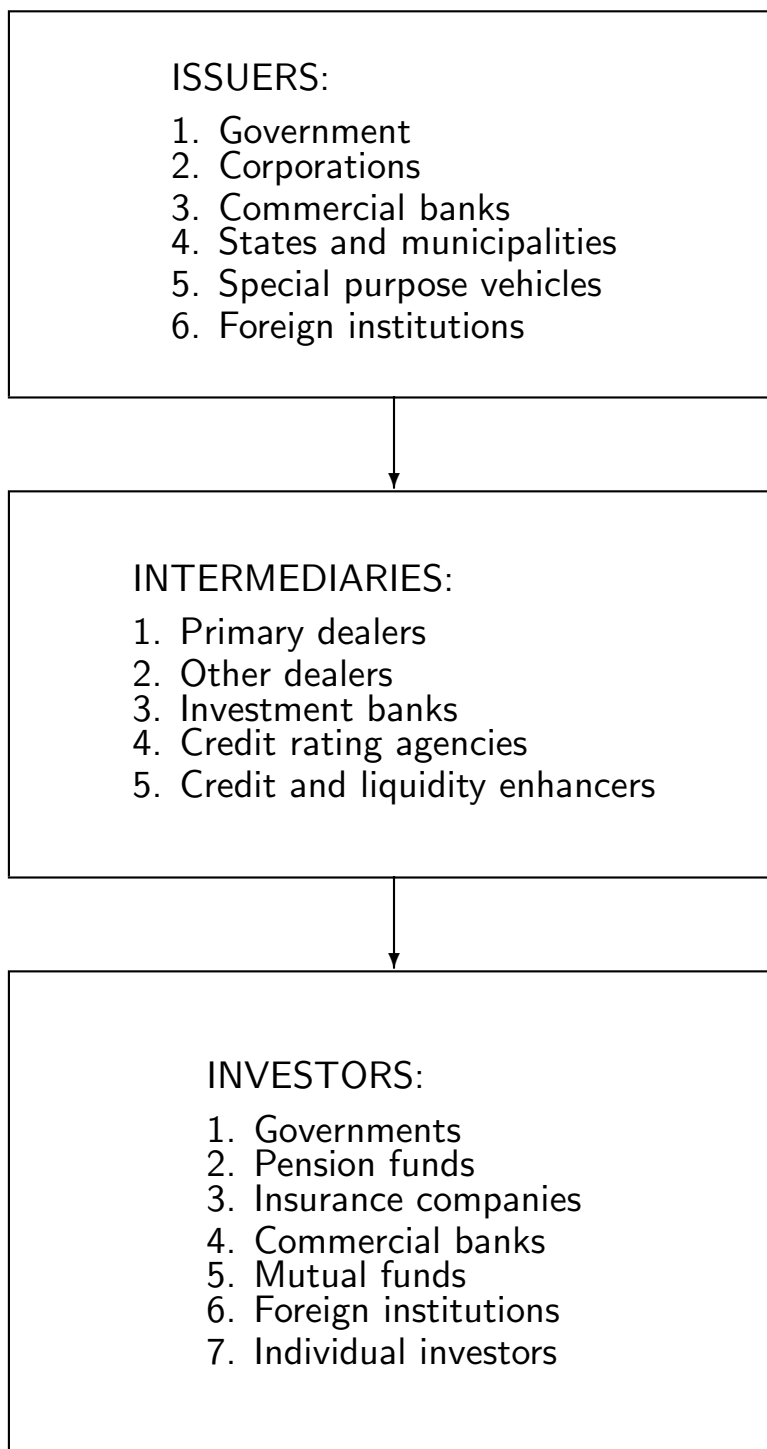 ISSUERS:
1. Government
2. Corporations
3. Commercial banks
4. States and municipalities
5. Special purpose vehicles
6. Foreign institutions
INTERMEDIARIES:
1. Primary dealers
2. Other dealers
3. Investment banks
4. Credit rating agencies
5. Credit and liquidity enhancers
INVESTORS:
1. Governments
2. Pension funds
3. Insurance companies
4. Commercial banks
5. Mutual funds
6. Foreign institutions
7. Individual investors